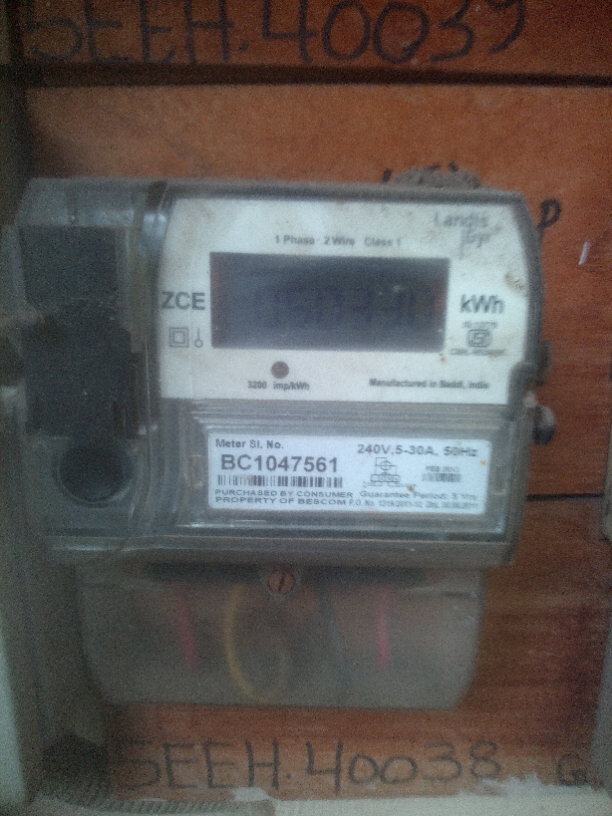 SEEH.40039
P
Landis
Gyr
1 Phase 2 Wire Class 1
ZCE
kWh
3200 imp/kWh
Manufactured in Baddi, India
Meter Sl. No.
BC1047561
240V,5-30A, 50Hz
PURCHASED BY CONSUMER
PROPERTY OF BESCOM
Guarantee Period: 5 Yrs
SEEH.40038
G